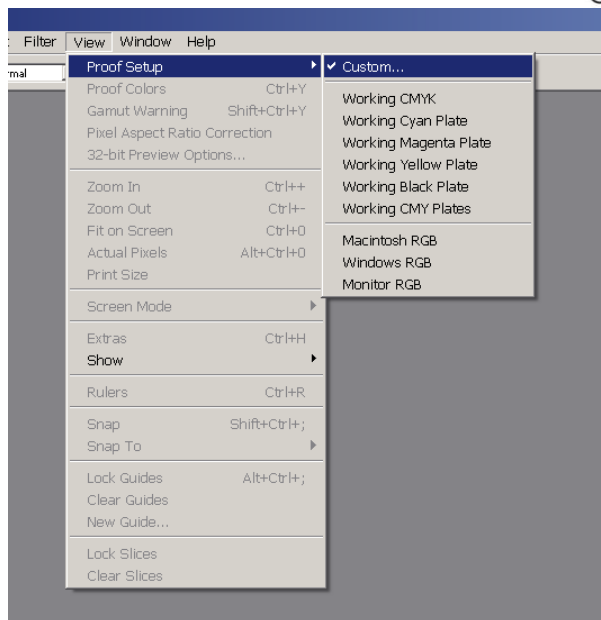 Filter View Window Help
Proof Setup
Proof Colors Ctrl+Y
Gamut Warning Shift+Ctrl+Y
Pixel Aspect Ratio Correction
32-bit Preview Options...
Zoom In Ctrl++
Zoom Out Ctrl+-
Fit on Screen Ctrl+0
Actual Pixels Alt+Ctrl+0
Print Size
Screen Mode
Extras Ctrl+H
Show
Rulers Ctrl+R
Snap Shift+Ctrl+;
Snap To
Lock Guides Alt+Ctrl+;
Clear Guides
New Guide...
Lock Slices
Clear Slices
Custom...
Working CMYK
Working Cyan Plate
Working Magenta Plate
Working Yellow Plate
Working Black Plate
Working CMY Plates
Macintosh RGB
Windows RGB
Monitor RGB